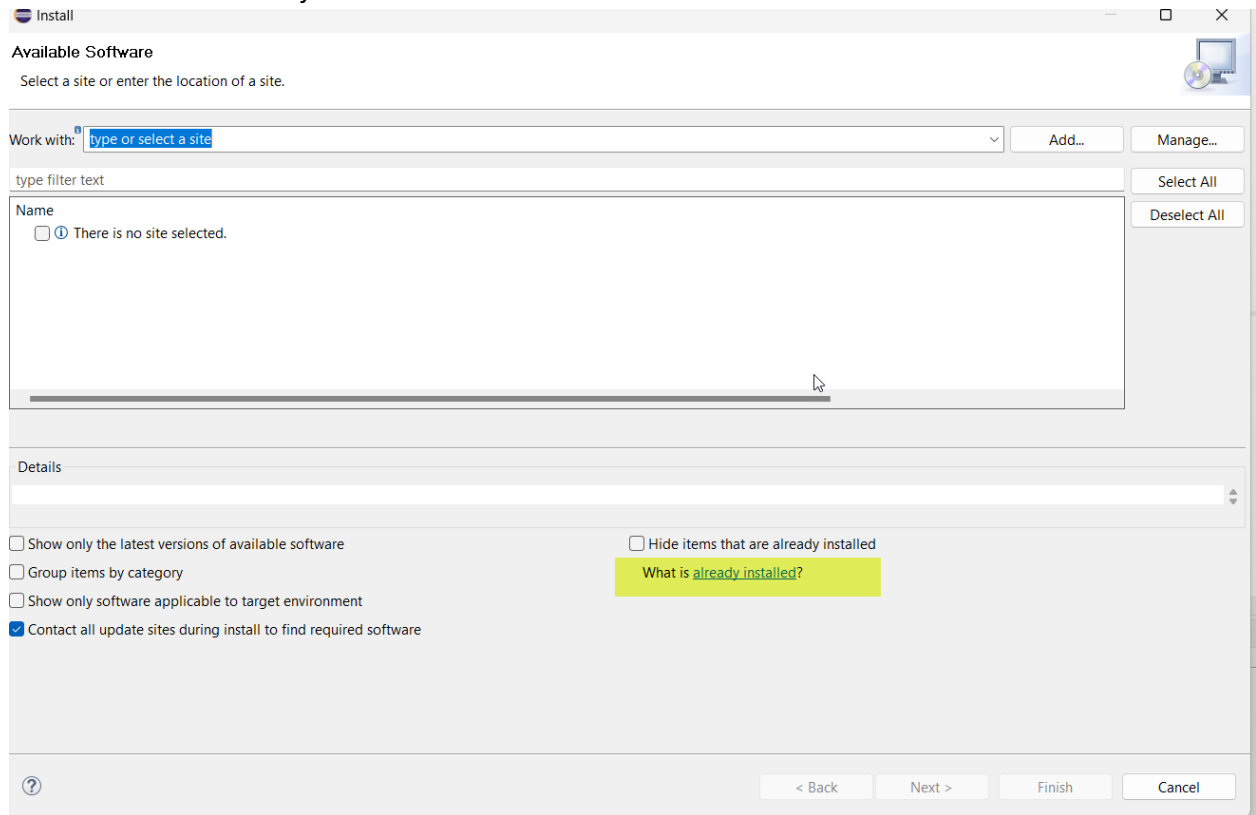 Install
Available Software
Select a site or enter the location of a site.
Work with: type or select a site Add... Manage...
type filter text Select All
Name Deselect All
There is no site selected.
Details
Show only the latest versions of available software Hide items that are already installed
Group items by category What is already installed?
Show only software applicable to target environment
Contact all update sites during install to find required software
? < Back Next > Finish Cancel